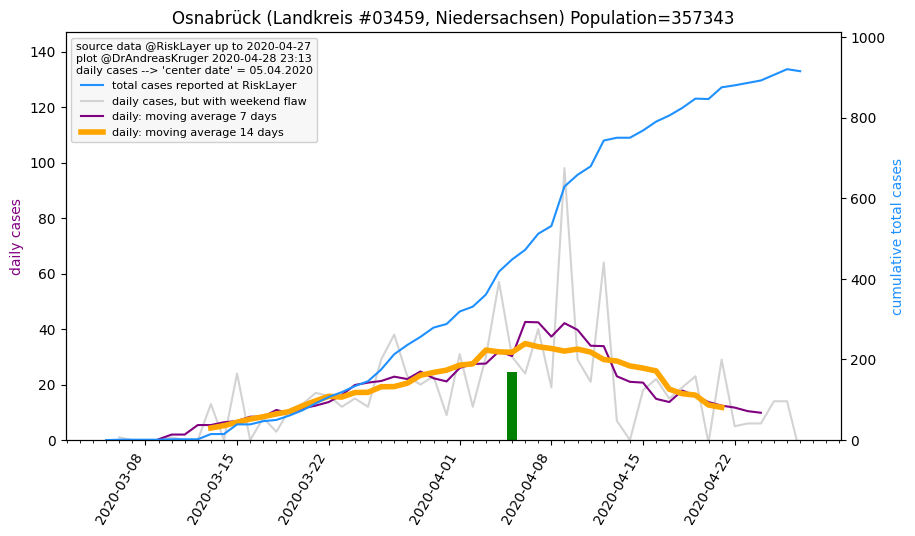 Osnabrück (Landkreis #03459, Niedersachsen) Population=357343
source data @RiskLayer up to 2020-04-27
plot @DrAndreasKruger 2020-04-28 23:13
daily cases --> 'center date' = 05.04.2020
total cases reported at RiskLayer
daily cases, but with weekend flaw
daily: moving average 7 days
daily: moving average 14 days
daily cases
140
120
100
80
60
40
20
0
cumulative total cases
1000
800
600
400
200
0
2020-03-08
2020-03-15
2020-03-22
2020-04-01
2020-04-08
2020-04-15
2020-04-22